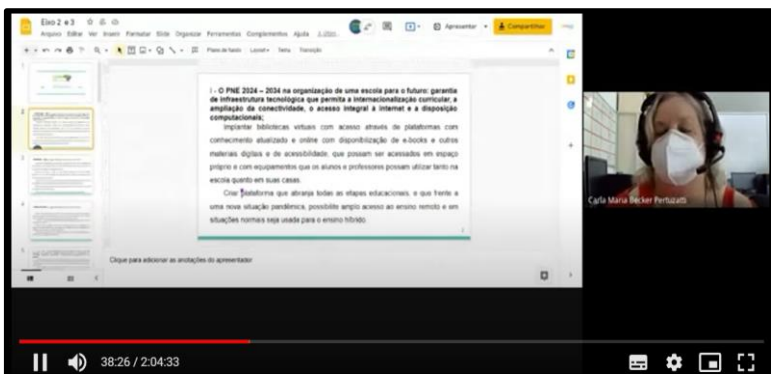 Eixo 2 e 3
Arquivo Editar Ver Inserir Formatar Slide Organizar Ferramentas Complementos Ajuda
Apresentar
Compartilhar
Plano de fundo Layout Tema Transição
I - O PNE 2024 – 2034 na organização de uma escola para o futuro: garantia
de infraestrutura tecnológica que permita a internacionalização curricular, a
ampliação da conectividade, o acesso integral à internet e a disposição
computacionais;
Implantar bibliotecas virtuais com acesso através de plataformas com
conhecimento atualizado e online com disponibilização de e-books e outros
materiais digitais e de acessibilidade, que possam ser acessados em espaço
próprio e com equipamentos que os alunos e professores possam utilizar tanto na
escola quanto em suas casas.
Criar plataforma que abranja todas as etapas educacionais, e que frente a
uma nova situação pandêmica, possibilite amplo acesso ao ensino remoto e em
situações normais seja usada para o ensino híbrido.
Clique para adicionar as anotações do apresentador
Carla Maria Becker Pertuzatti
38:26 / 2:04:33